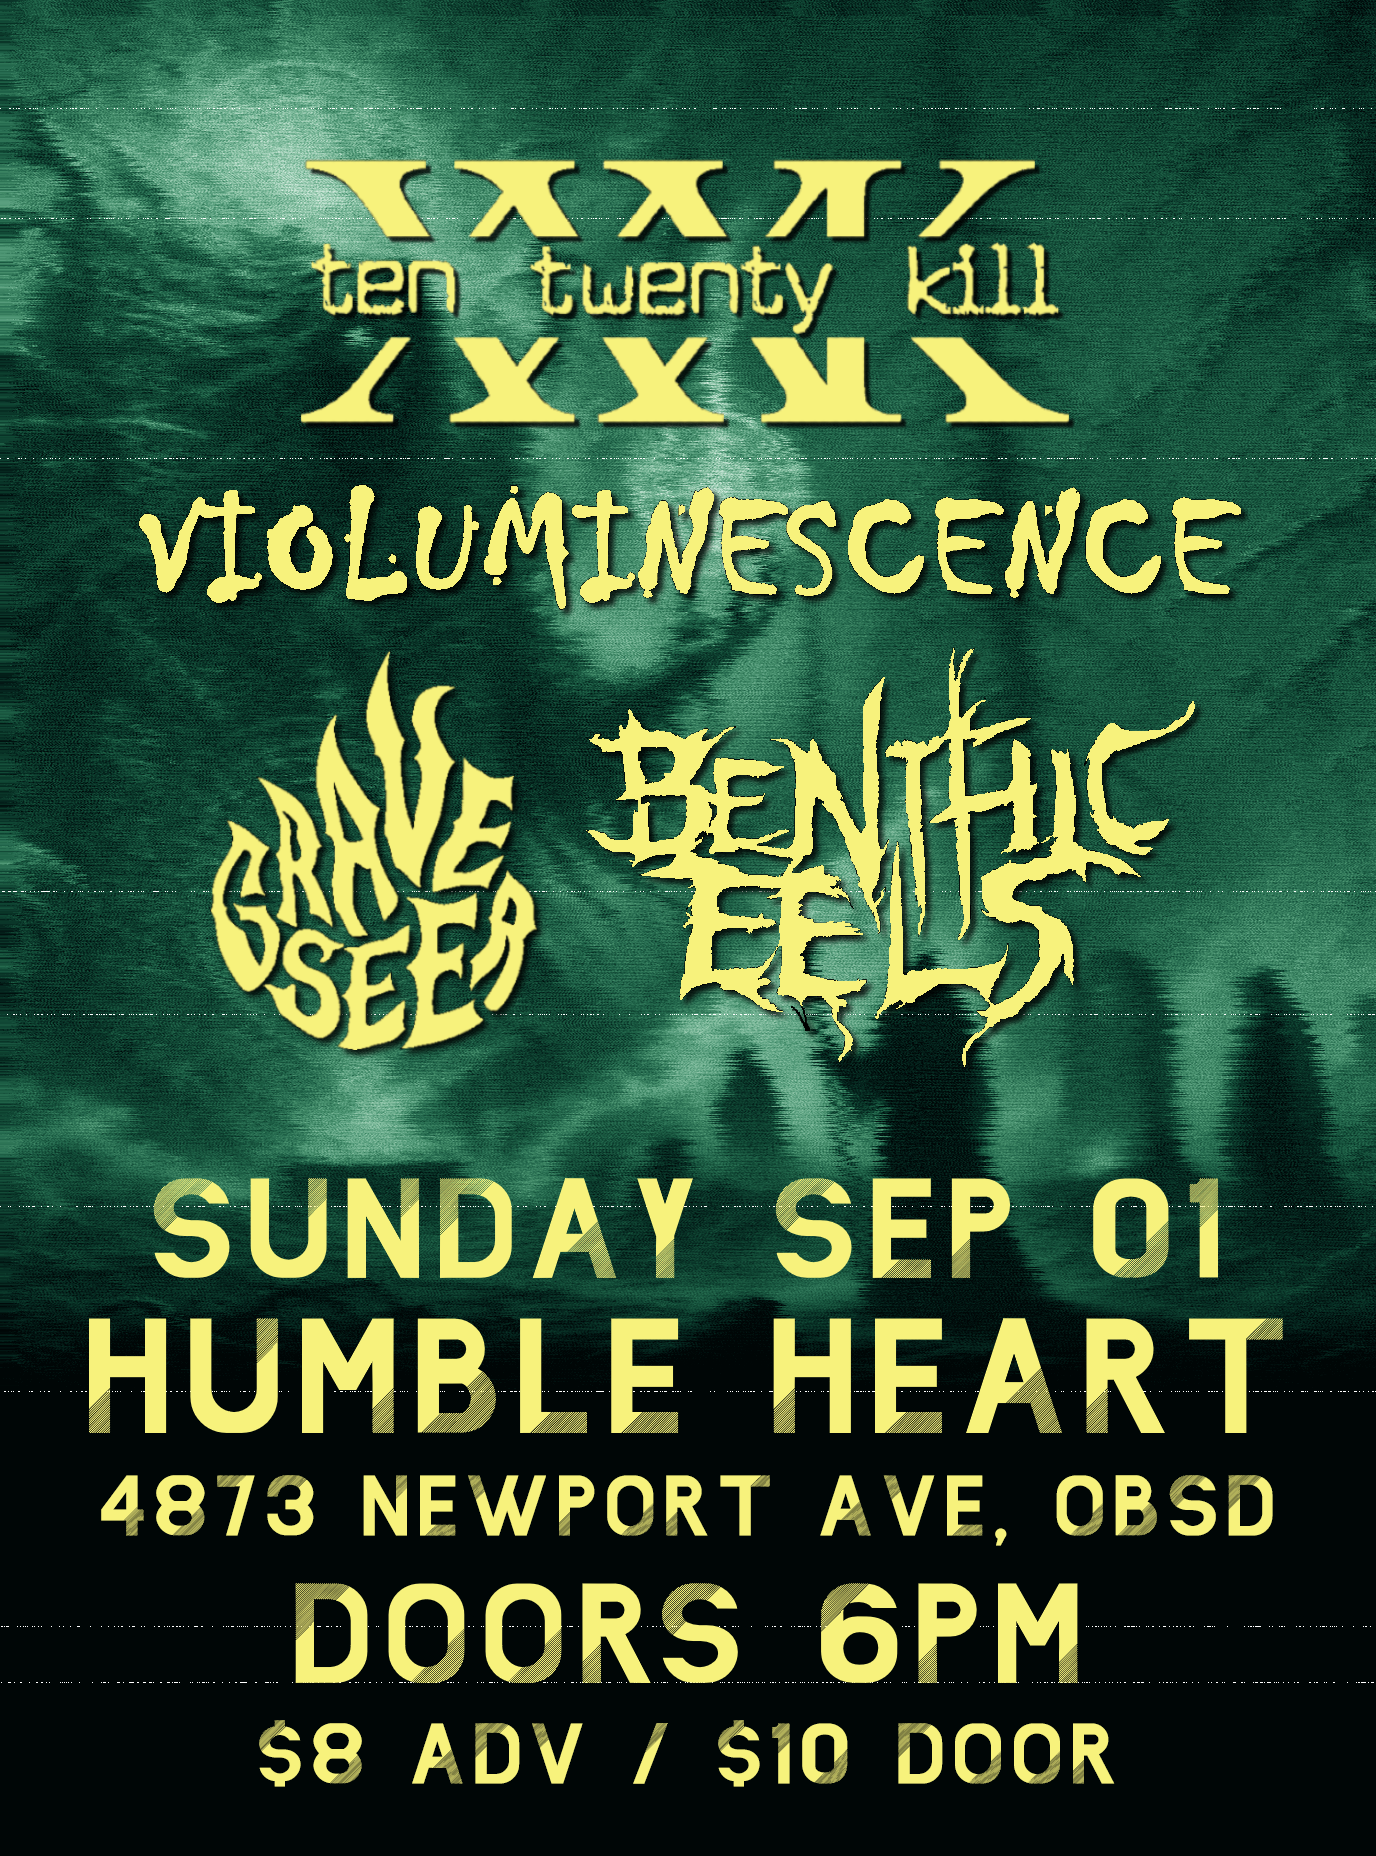 XXXIV
ten twenty kill
VIOLUMINESCENCE
GRAVE
SEER
BENTHIC
EELS
SUNDAY SEP 01
HUMBLE HEART
4873 NEWPORT AVE, OBSD
DOORS 6PM
$8 ADV / $10 DOOR